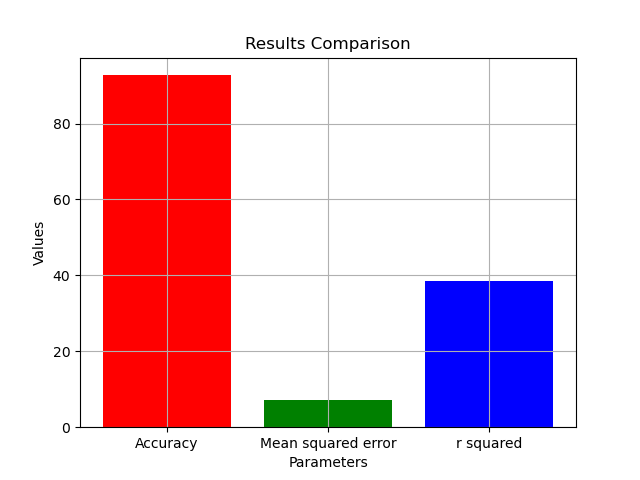 Results Comparison
80
60
40
20
0
Values
Accuracy
Mean squared error
r squared
Parameters